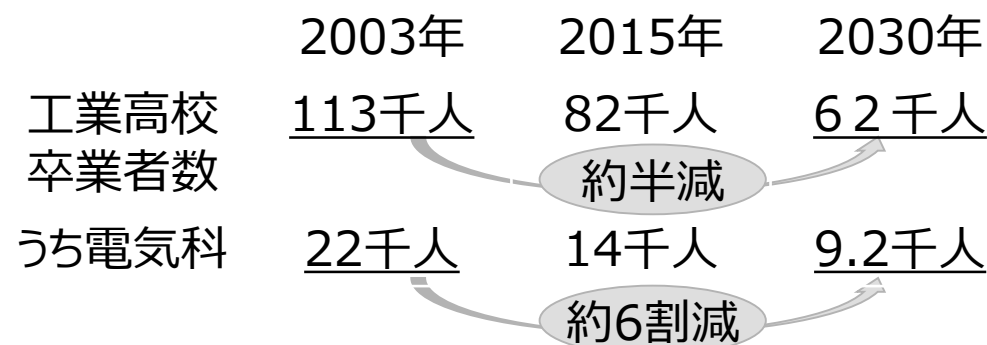 2003年 2015年 2030年
工業高校
卒業者数 113千人 82千人 6２千人
約半減
うち電気科 22千人 14千人 9.2千人
約6割減